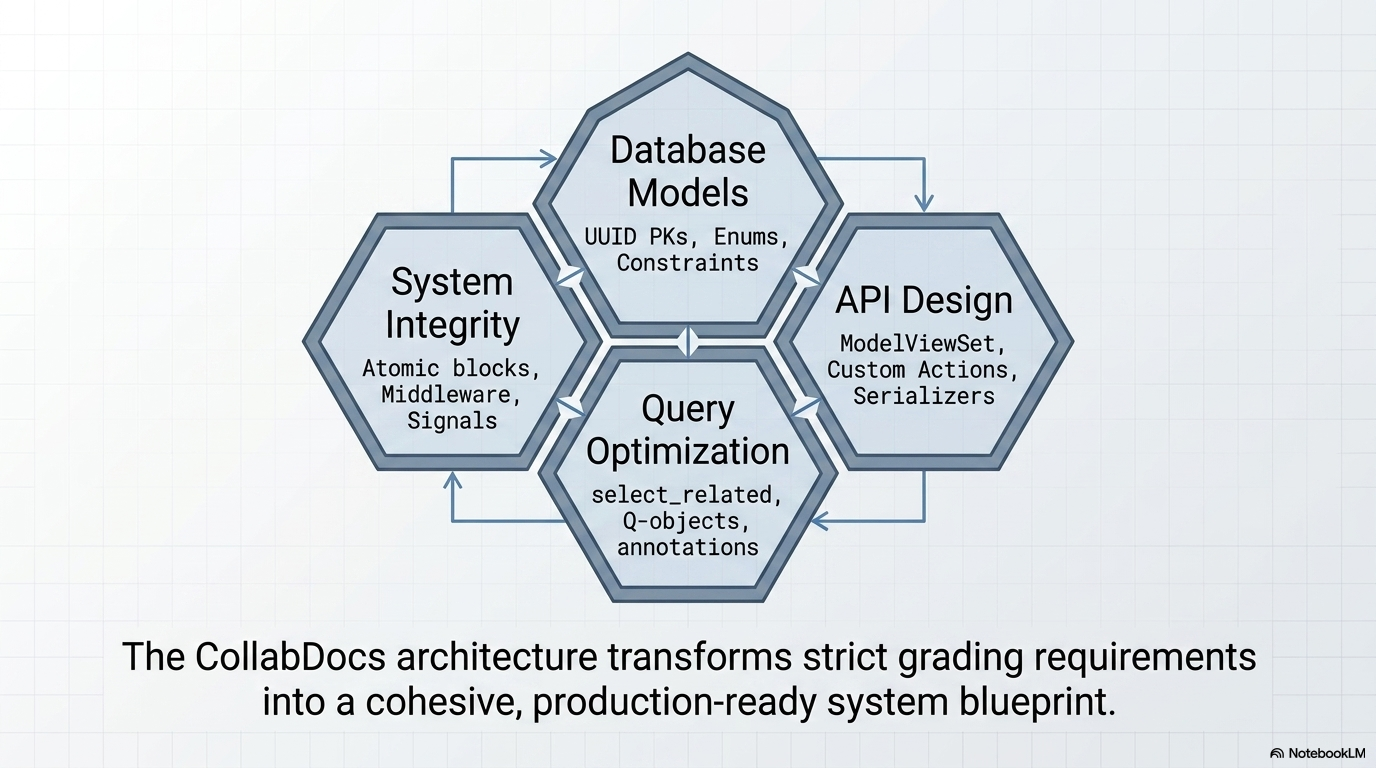 Database
Models
UUID PKs, Enums,
Constraints
System
Integrity
Atomic blocks,
Middleware,
Signals
API Design
ModelViewSet,
Custom Actions,
Serializers
Query
Optimization
select_related,
Q-objects,
annotations
The CollabDocs architecture transforms strict grading requirements
into a cohesive, production-ready system blueprint.
NotebookLM